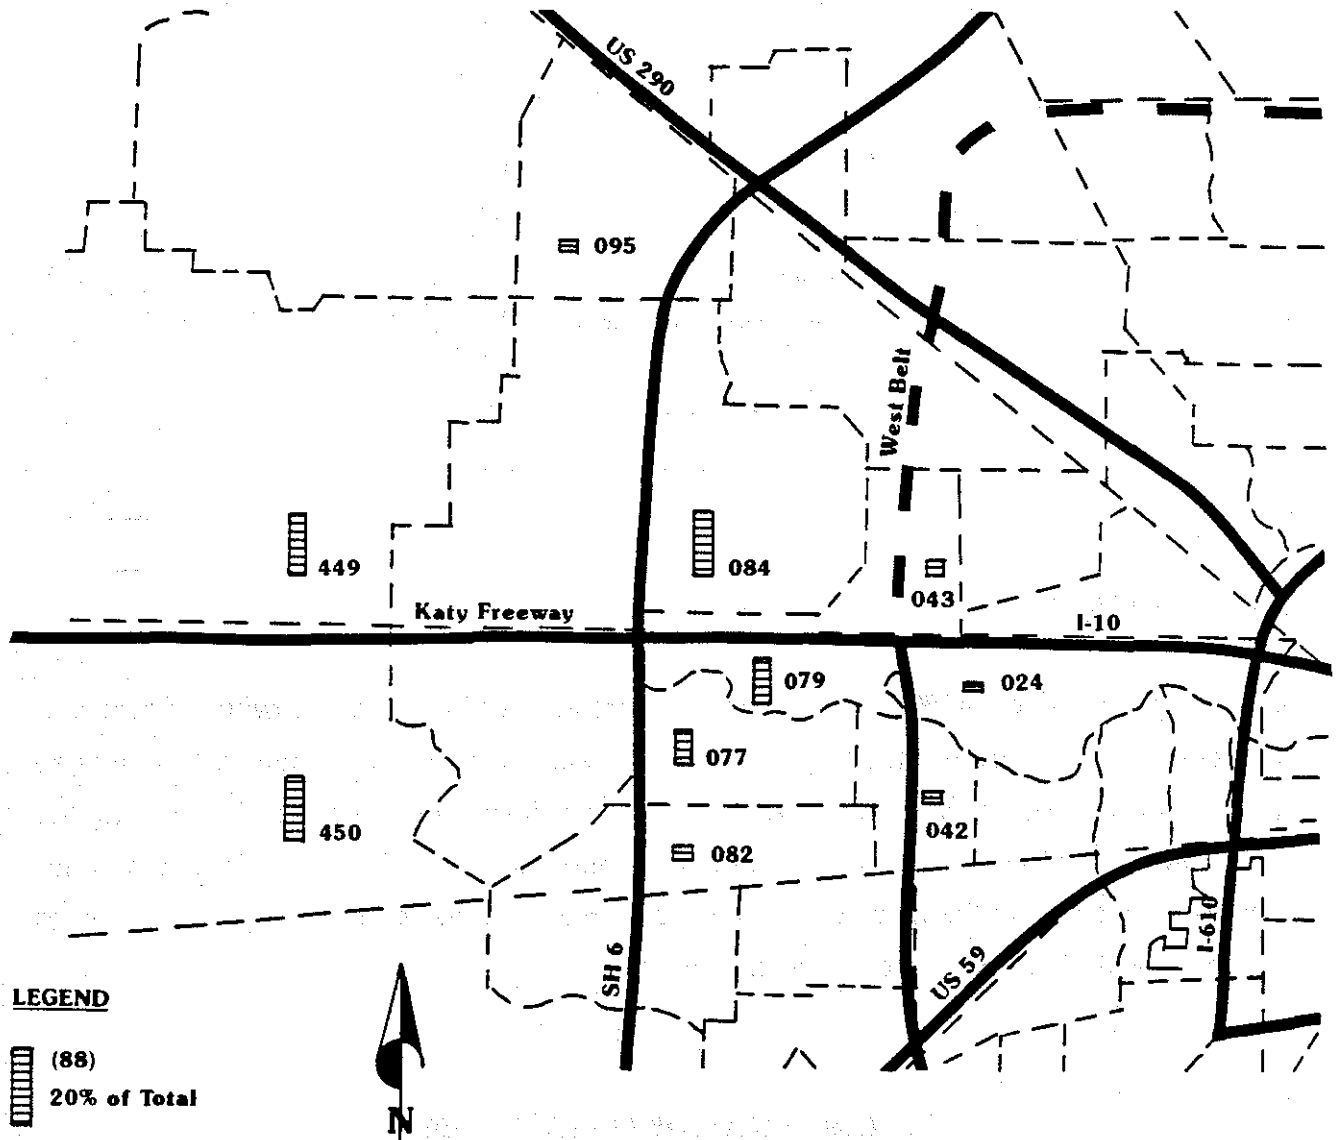 US 290
095
West Belt
449
084
043
Katy Freeway
I-10
079
024
077
450
042
082
SH 6
US 59
I-610
LEGEND
(88)
20% of Total
N